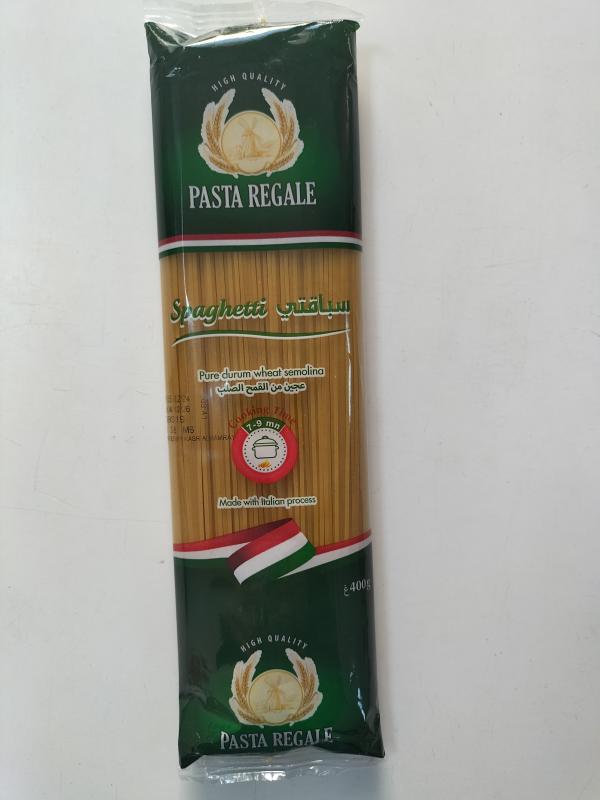 HIGH QUALITY
PASTA REGALE
Spaghetti سباقتي
Pure durum wheat semolina
عجين من القمح الصلب
Cooking Time
7-9 mn
Made with Italian process
400g غ
HIGH QUALITY
PASTA REGALE